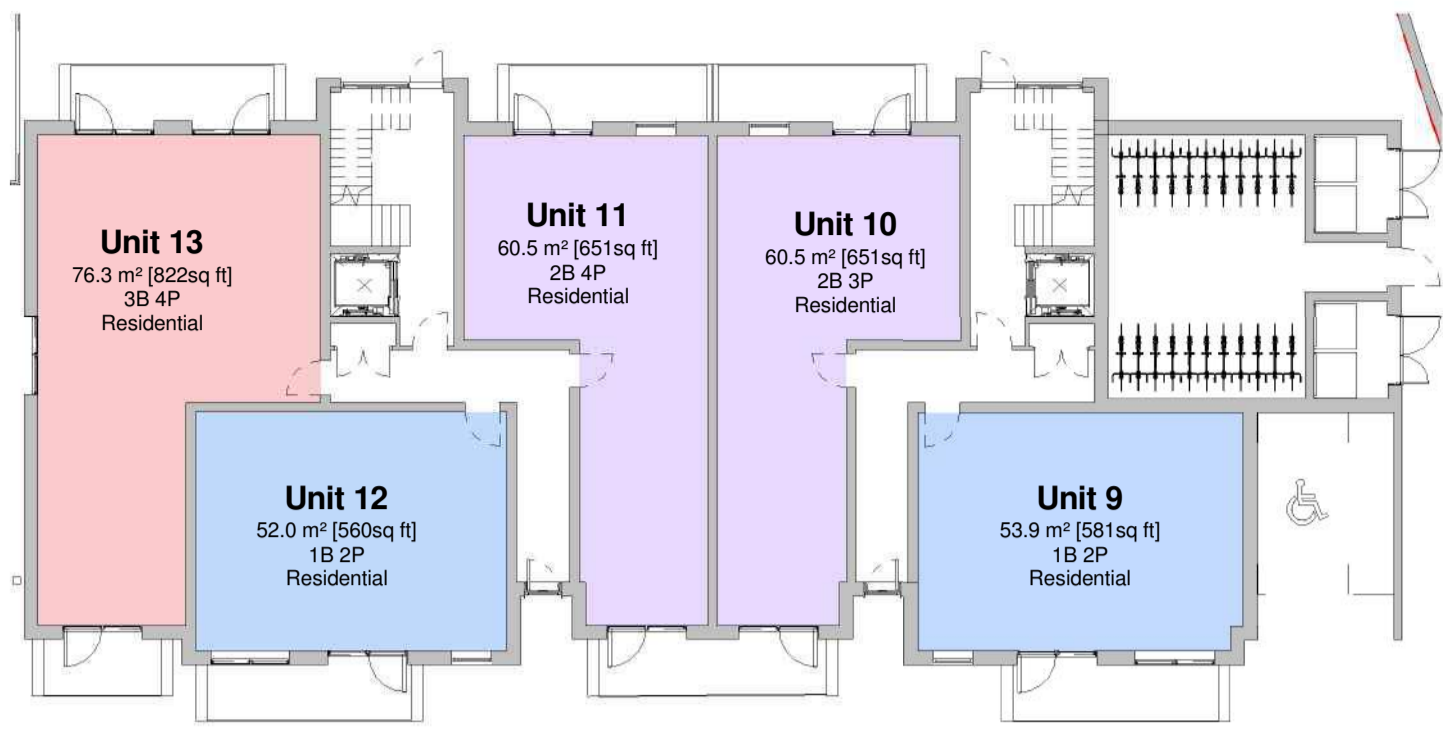 Unit 13
76.3 m² [822sq ft]
3B 4P
Residential
Unit 11
60.5 m² [651sq ft]
2B 4P
Residential
Unit 10
60.5 m² [651sq ft]
2B 3P
Residential
Unit 12
52.0 m² [560sq ft]
1B 2P
Residential
Unit 9
53.9 m² [581sq ft]
1B 2P
Residential